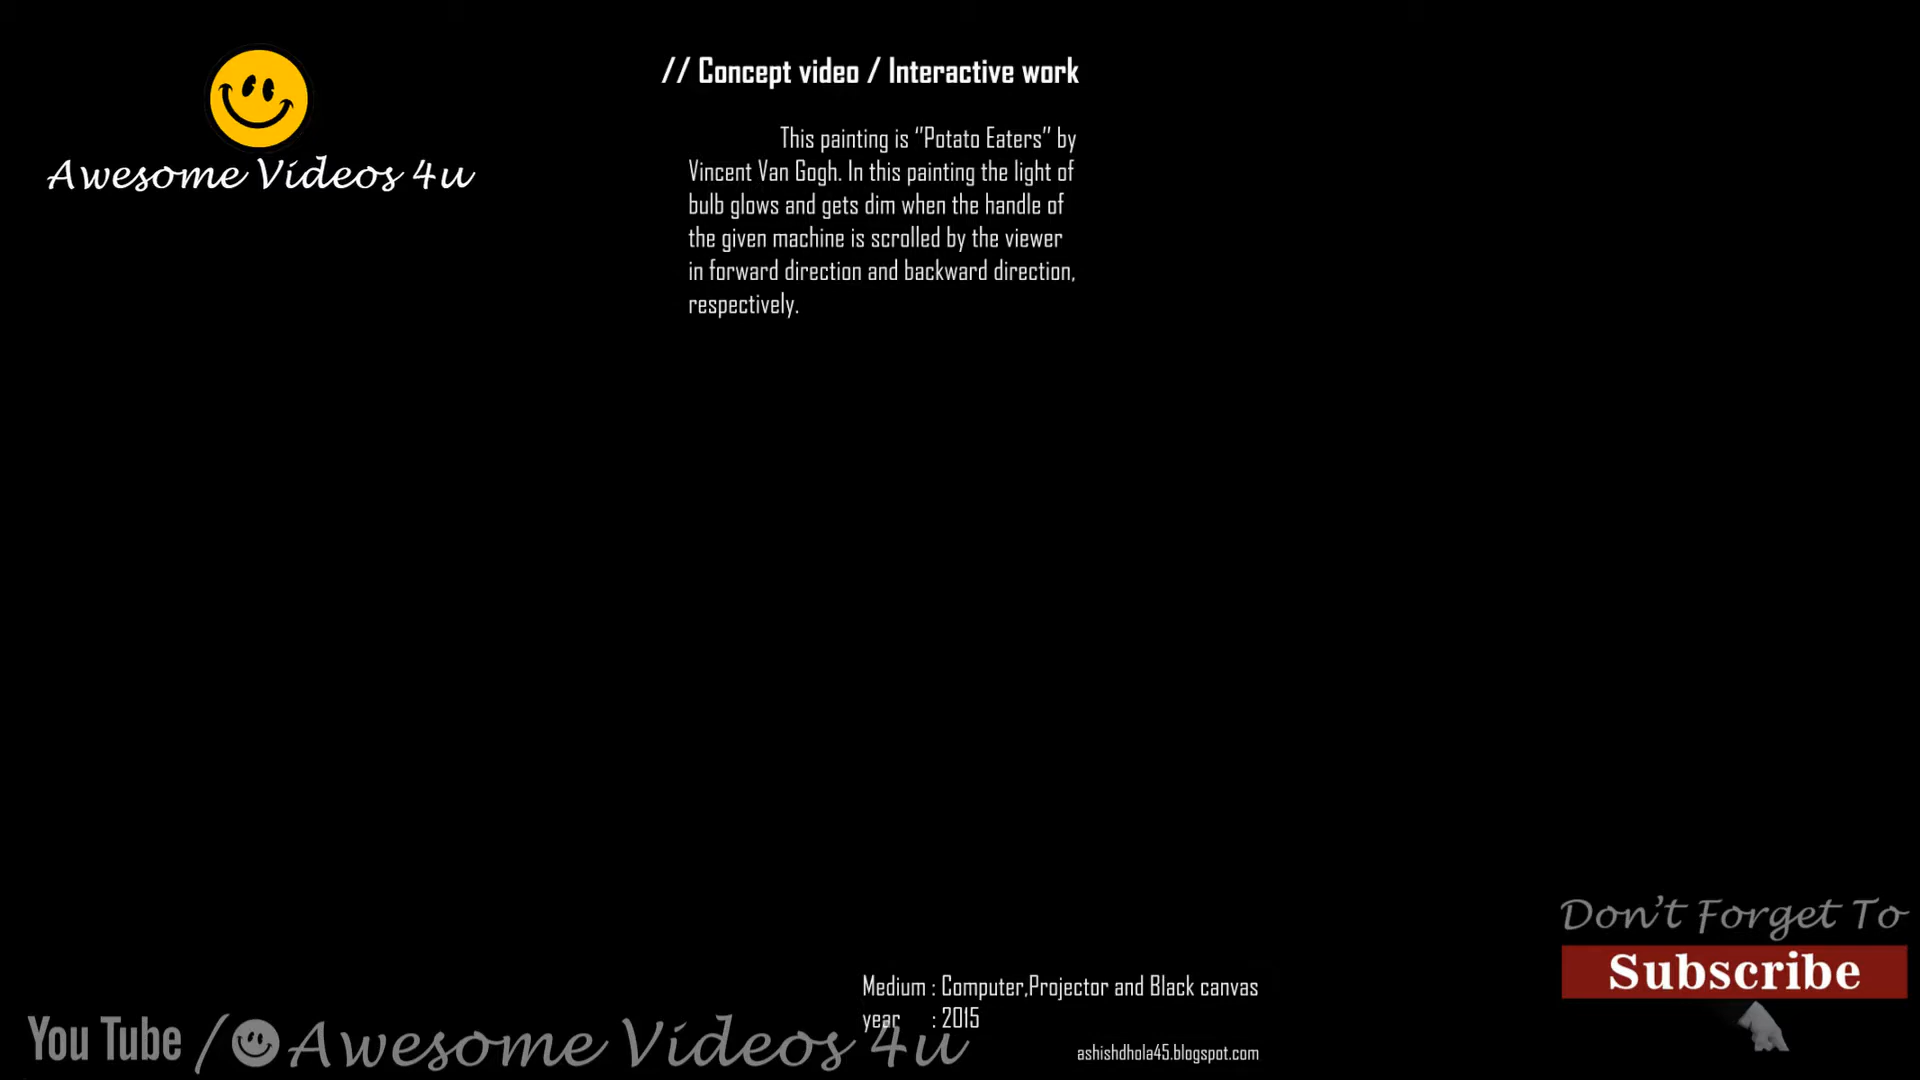 Awesome Videos 4u
// Concept video / Interactive work
This painting is "Potato Eaters" by
Vincent Van Gogh. In this painting the light of
bulb glows and gets dim when the handle of
the given machine is scrolled by the viewer
in forward direction and backward direction,
respectively.
Don't Forget To
Subscribe
Medium : Computer,Projector and Black canvas
year : 2015
You Tube / Awesome Videos 4u
ashishdhola45.blogspot.com